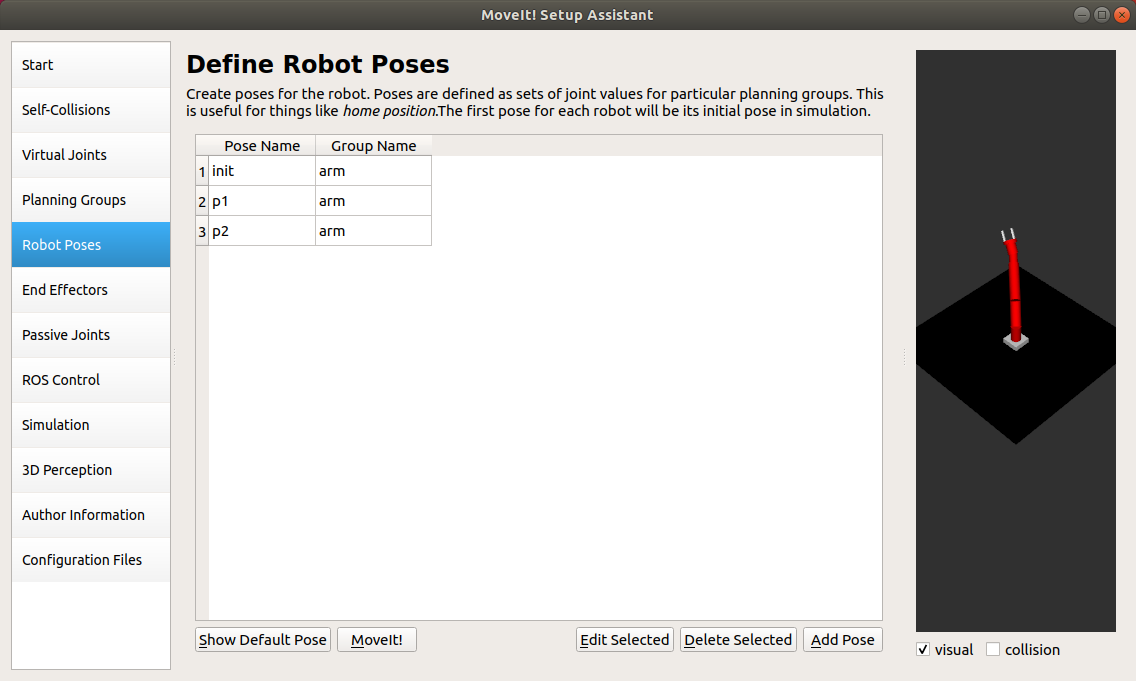 MoveIt! Setup Assistant
Start
Self-Collisions
Virtual Joints
Planning Groups
Robot Poses
End Effectors
Passive Joints
ROS Control
Simulation
3D Perception
Author Information
Configuration Files
Define Robot Poses
Create poses for the robot. Poses are defined as sets of joint values for particular planning groups. This
is useful for things like home position.The first pose for each robot will be its initial pose in simulation.
Pose Name Group Name
1 init arm
2 p1 arm
3 p2 arm
Show Default Pose MoveIt! Edit Selected Delete Selected Add Pose
visual collision